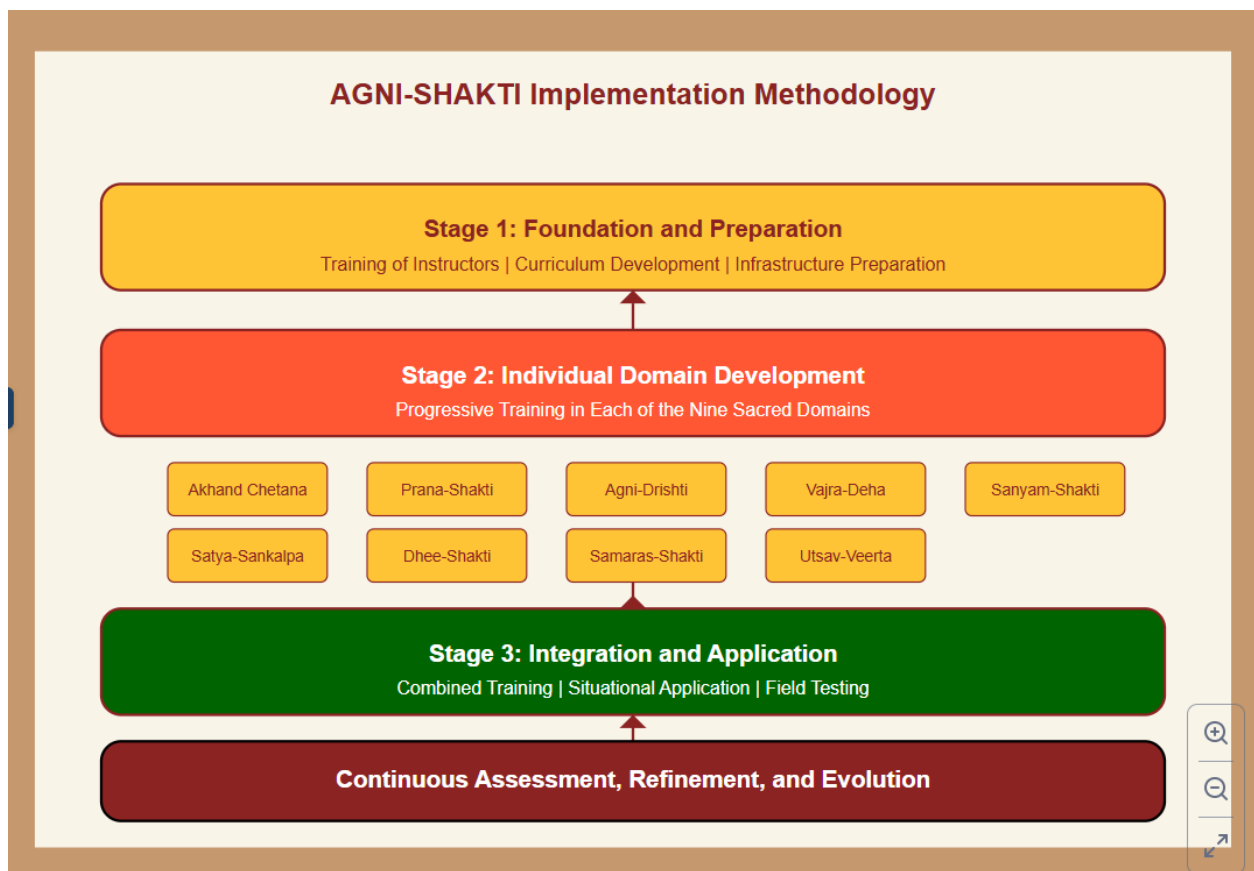 AGNI-SHAKTI Implementation Methodology
Stage 1: Foundation and Preparation
Training of Instructors | Curriculum Development | Infrastructure Preparation
Stage 2: Individual Domain Development
Progressive Training in Each of the Nine Sacred Domains
Akhand Chetana
Prana-Shakti
Agni-Drishti
Vajra-Deha
Sanyam-Shakti
Satya-Sankalpa
Dhee-Shakti
Samaras-Shakti
Utsav-Veerta
Stage 3: Integration and Application
Combined Training | Situational Application | Field Testing
Continuous Assessment, Refinement, and Evolution